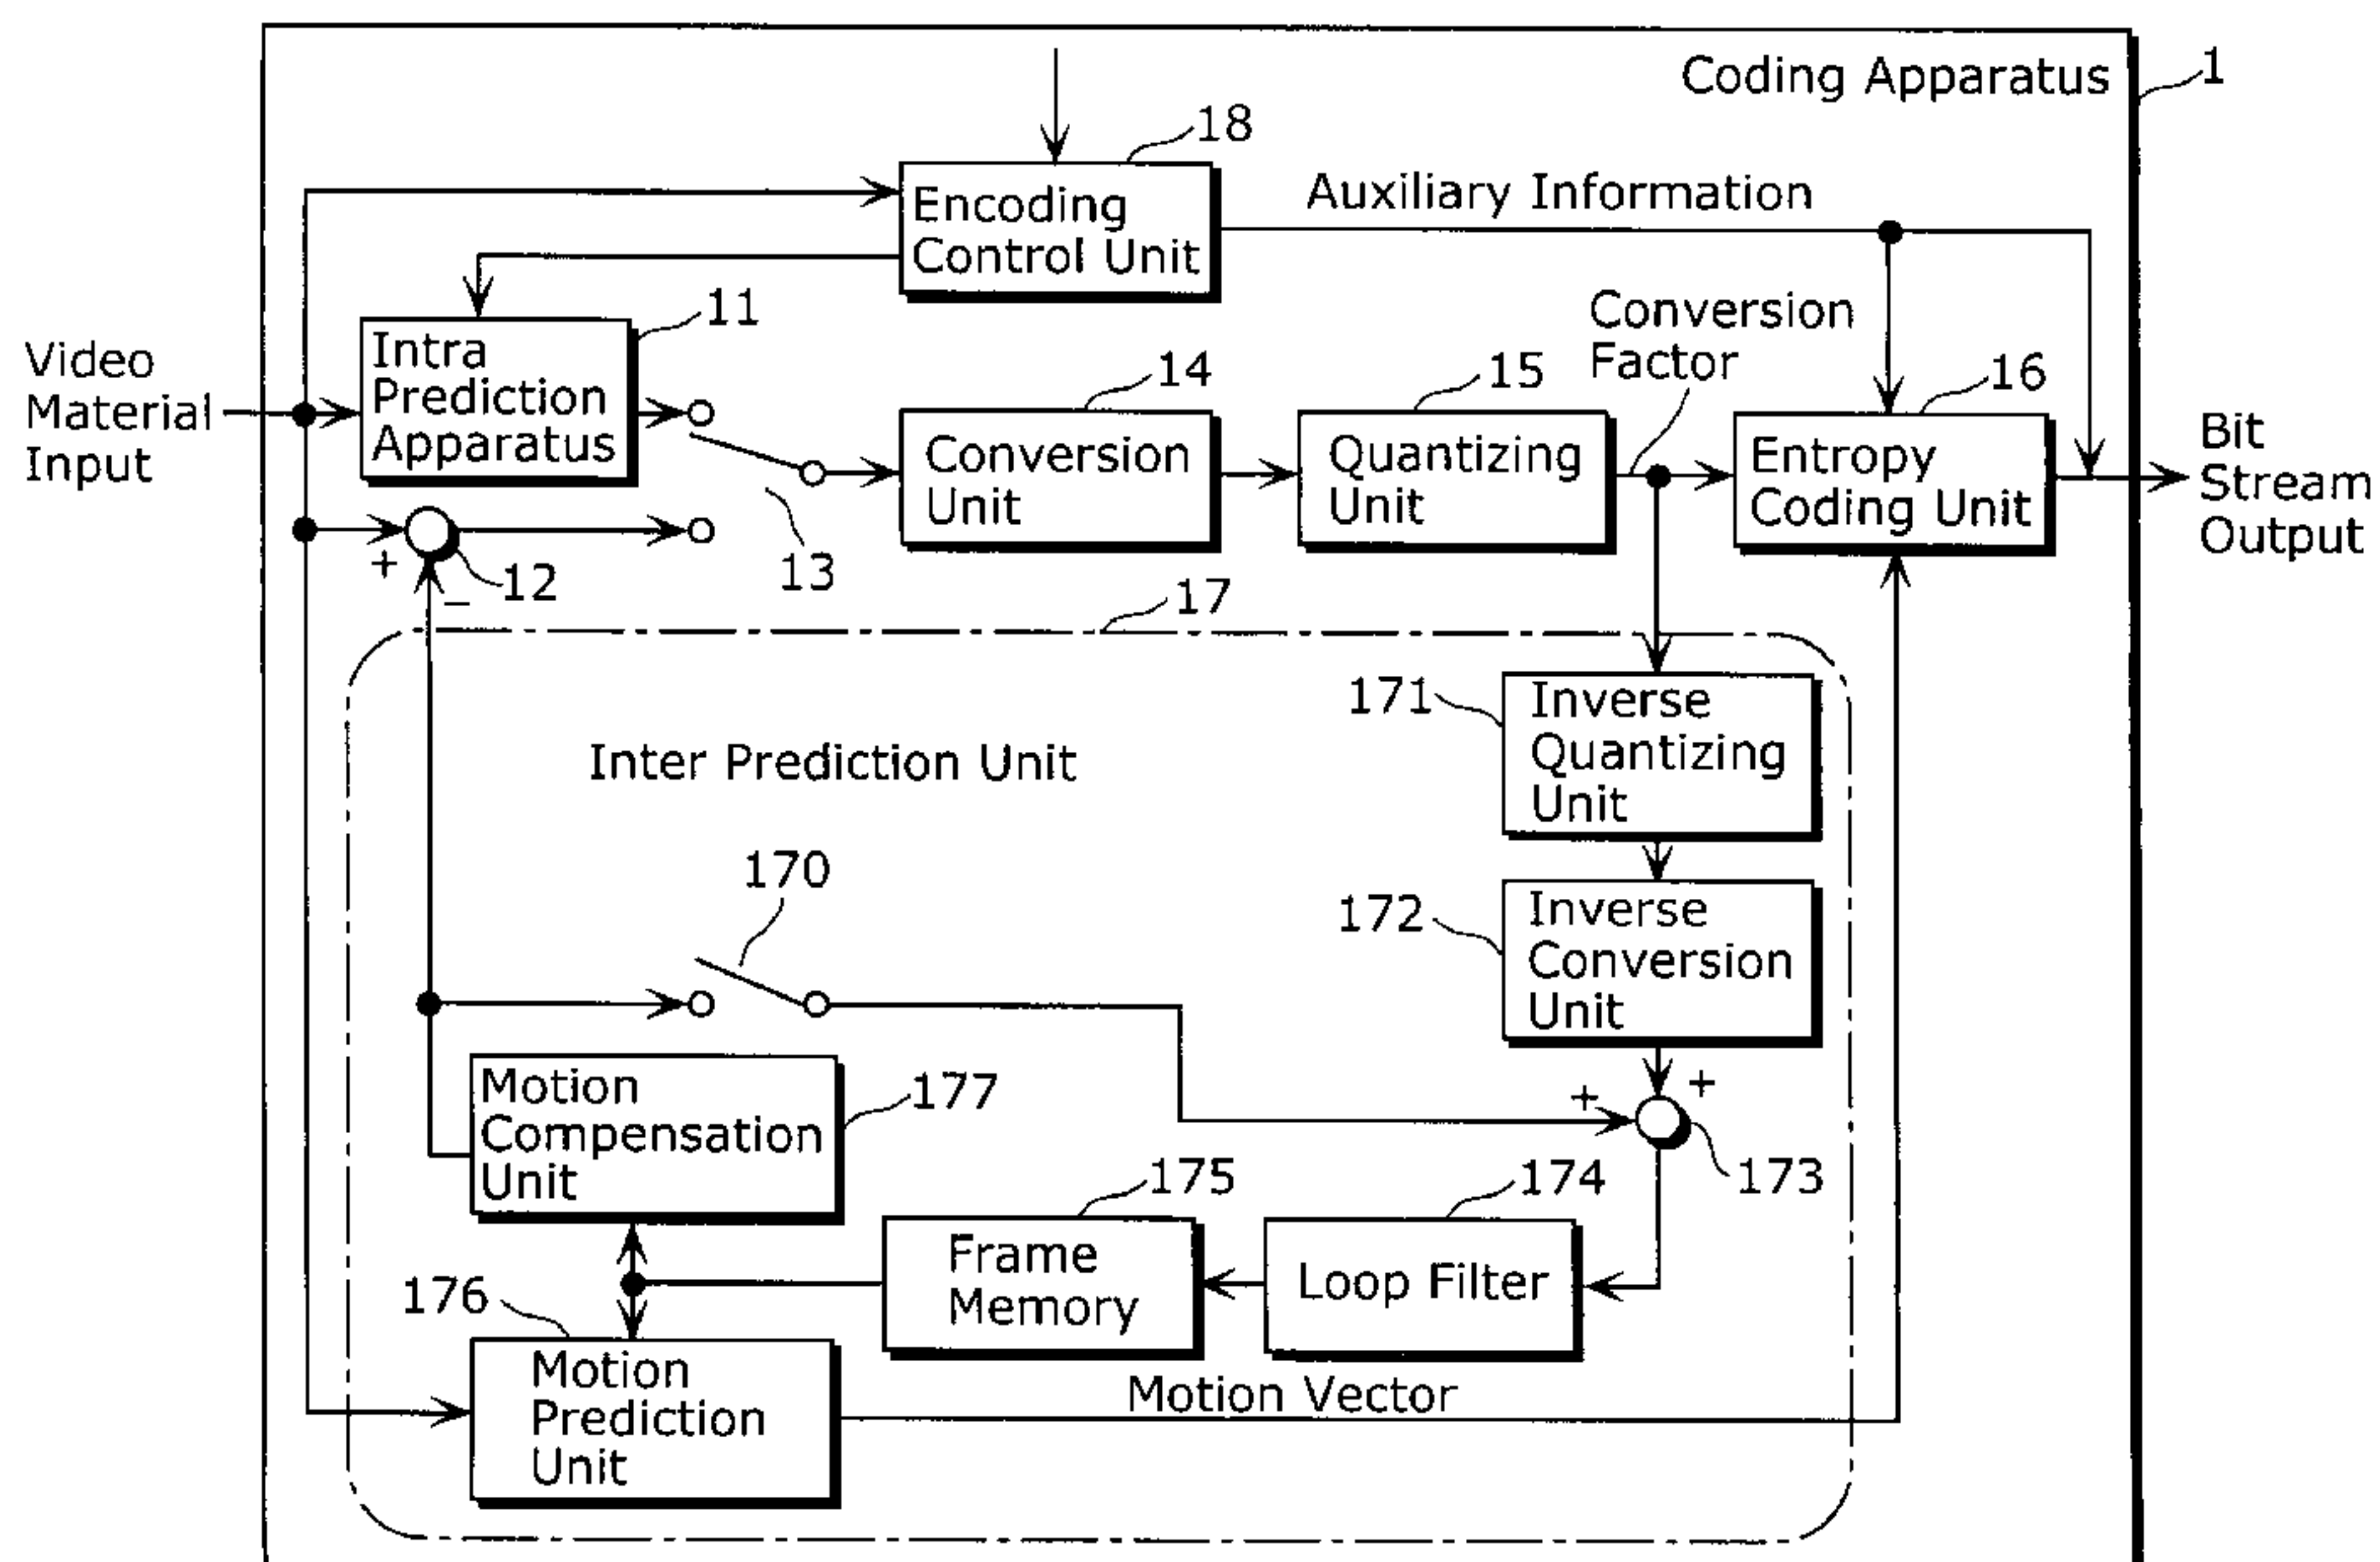 Coding Apparatus
1
18
Encoding
Control Unit
Auxiliary Information
11
Intra
Prediction
Apparatus
Video
Material
Input
Conversion
Factor
14
Conversion
Unit
15
Quantizing
Unit
16
Entropy
Coding Unit
Bit
Stream
Output
+
12
−
13
17
171
Inverse
Quantizing
Unit
Inter Prediction Unit
170
172
Inverse
Conversion
Unit
+
+
173
Motion
Compensation
Unit
177
175
Frame
Memory
174
Loop Filter
176
Motion
Prediction
Unit
Motion Vector